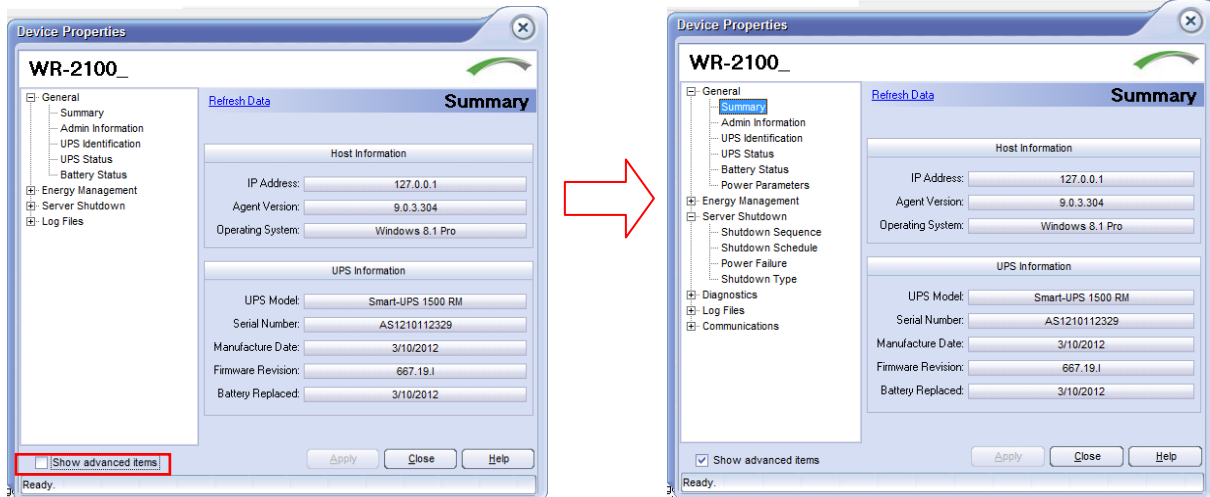 Device Properties
WR-2100_
General
Summary
Admin Information
UPS Identification
UPS Status
Battery Status
Energy Management
Server Shutdown
Log Files
Refresh Data
Summary
Host Information
IP Address: 127.0.0.1
Agent Version: 9.0.3.304
Operating System: Windows 8.1 Pro
UPS Information
UPS Model: Smart-UPS 1500 RM
Serial Number: AS1210112329
Manufacture Date: 3/10/2012
Firmware Revision: 667.19.I
Battery Replaced: 3/10/2012
Show advanced items
Apply Close Help
Ready.
Device Properties
WR-2100_
General
Summary
Admin Information
UPS Identification
UPS Status
Battery Status
Power Parameters
Energy Management
Server Shutdown
Shutdown Sequence
Shutdown Schedule
Power Failure
Shutdown Type
Diagnostics
Log Files
Communications
Refresh Data
Summary
Host Information
IP Address: 127.0.0.1
Agent Version: 9.0.3.304
Operating System: Windows 8.1 Pro
UPS Information
UPS Model: Smart-UPS 1500 RM
Serial Number: AS1210112329
Manufacture Date: 3/10/2012
Firmware Revision: 667.19.I
Battery Replaced: 3/10/2012
Show advanced items
Apply Close Help
Ready.